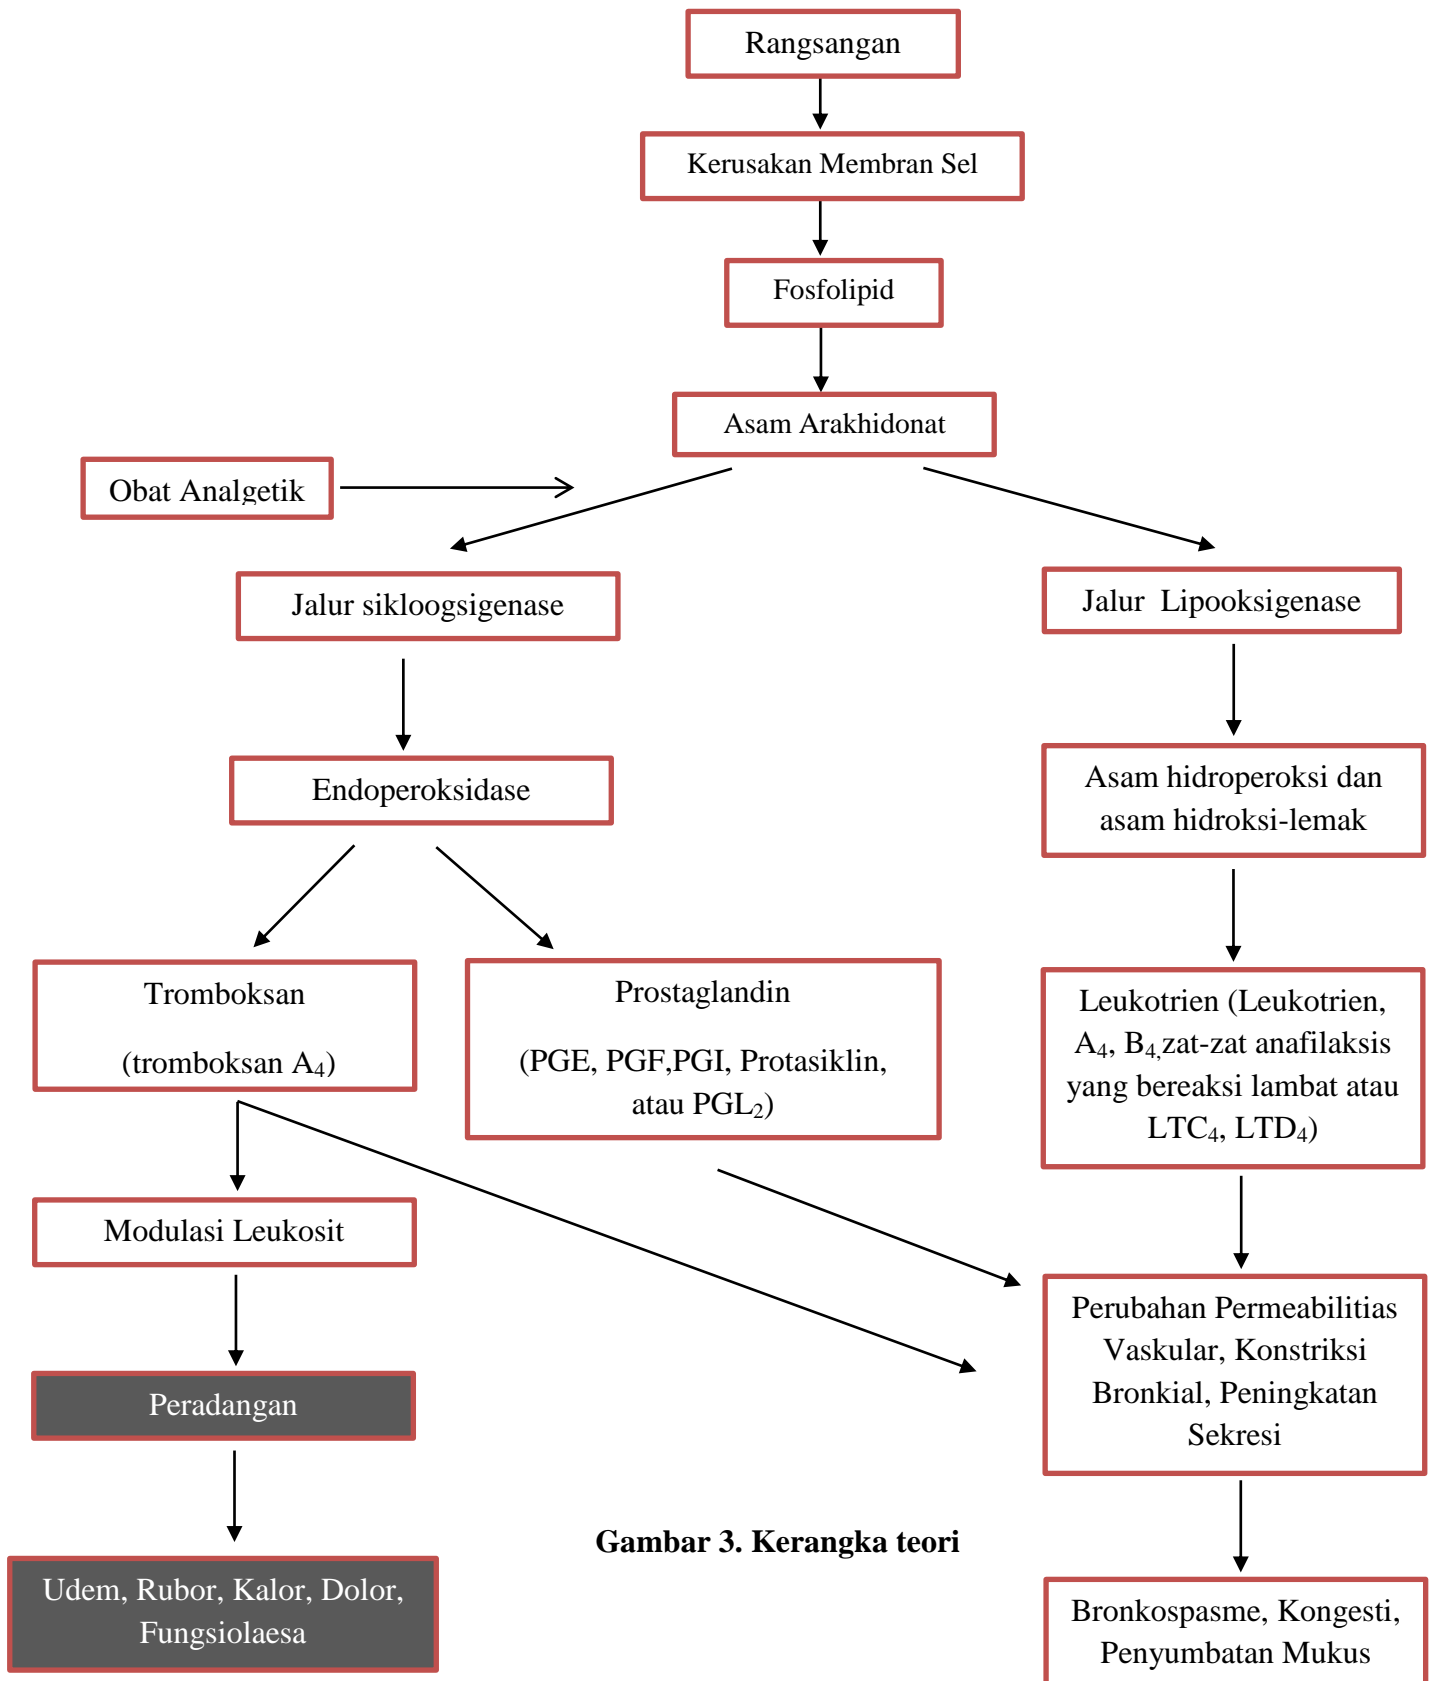 Rangsangan
Kerusakan Membran Sel
Fosfolipid
Asam Arakhidonat
Obat Analgetik
Jalur sikloogsigenase
Jalur  Lipooksigenase
Endoperoksidase
Asam hidroperoksi dan
asam hidroksi-lemak
Tromboksan
(tromboksan A₄)
Prostaglandin
(PGE, PGF,PGI, Protasiklin,
atau PGL₂)
Leukotrien (Leukotrien,
A₄, B₄,zat-zat anafilaksis
yang bereaksi lambat atau
LTC₄, LTD₄)
Modulasi Leukosit
Perubahan Permeabilitias
Vaskular, Konstriksi
Bronkial, Peningkatan
Sekresi
Peradangan
Gambar 3. Kerangka teori
Udem, Rubor, Kalor, Dolor,
Fungsiolaesa
Bronkospasme, Kongesti,
Penyumbatan Mukus